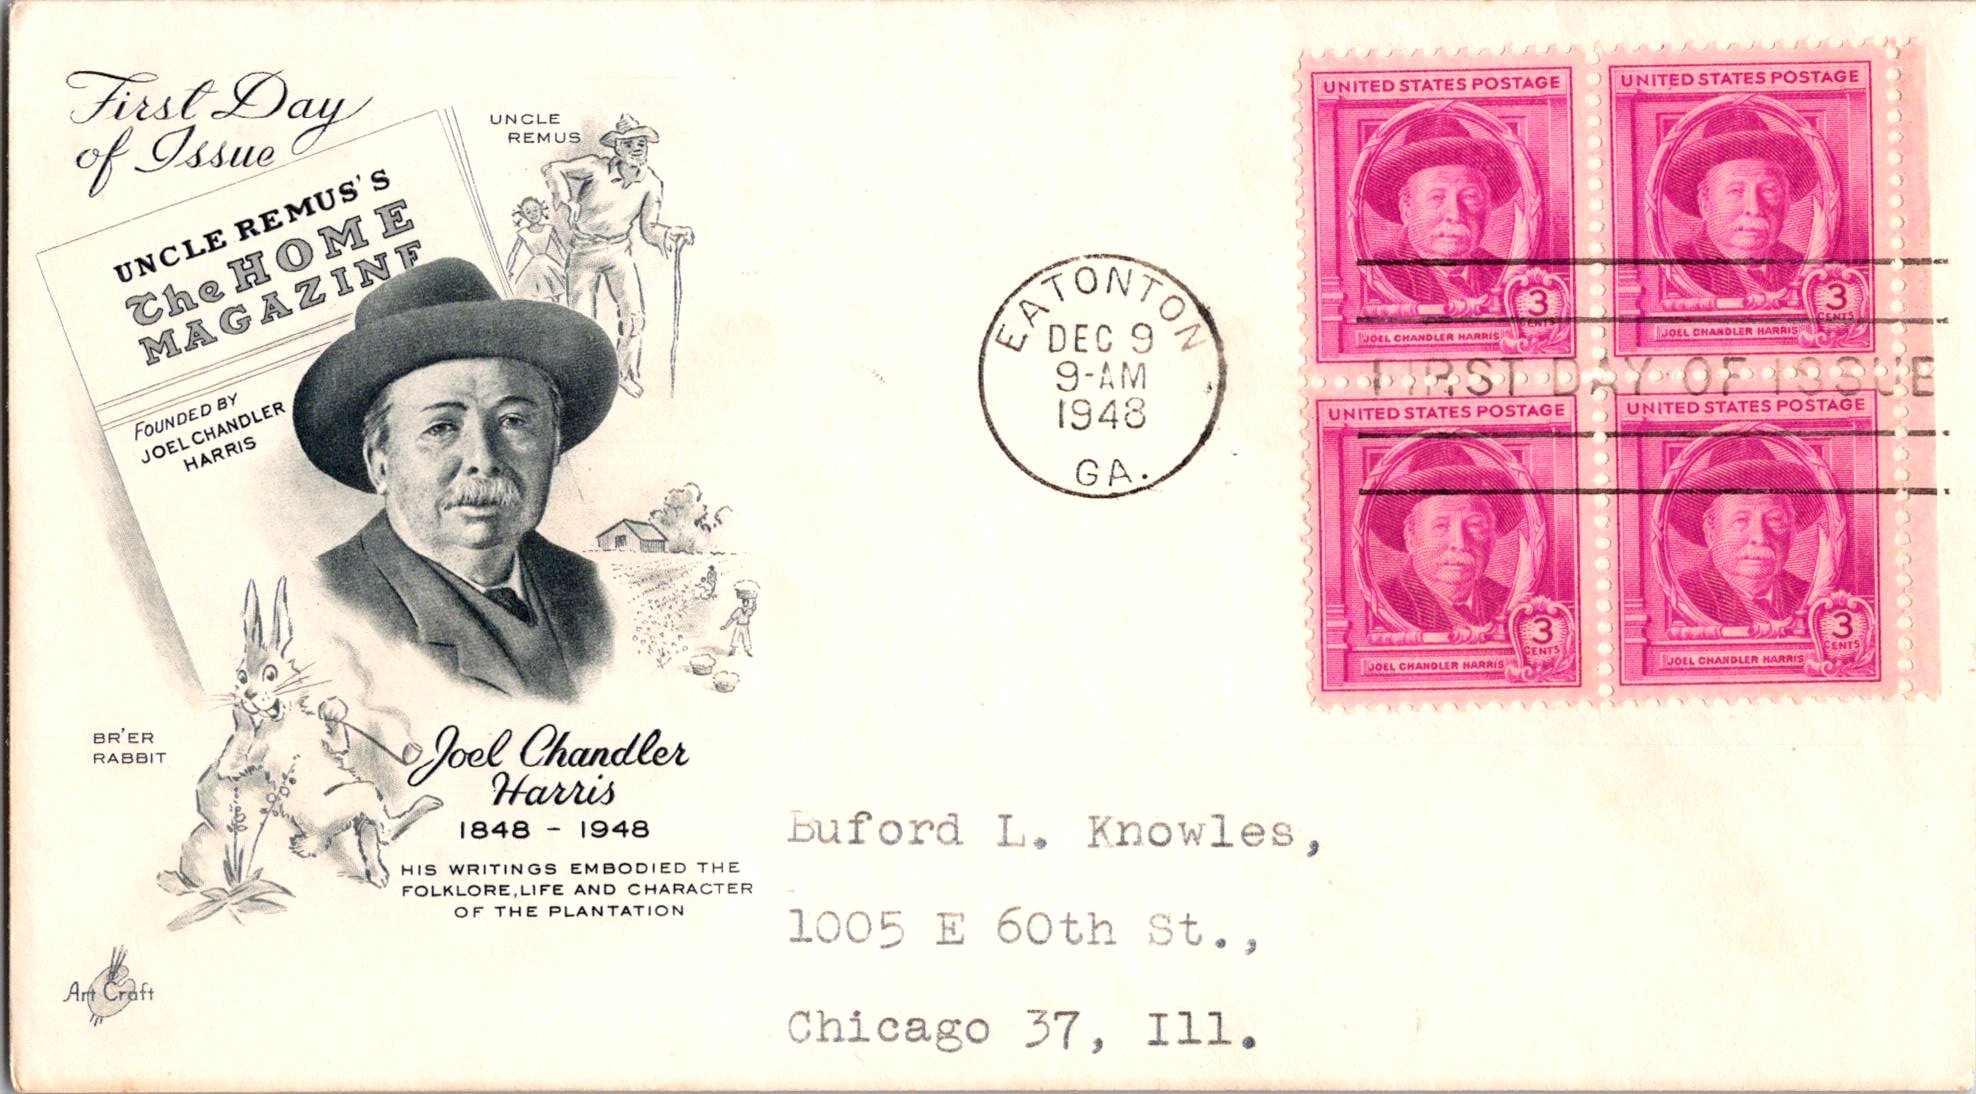 First Day
of Issue
UNCLE REMUS'S
The HOME
MAGAZINE
FOUNDED BY
JOEL CHANDLER
HARRIS
UNCLE
REMUS
BR'ER
RABBIT
Joel Chandler
Harris
1848 - 1948
HIS WRITINGS EMBODIED THE
FOLKLORE, LIFE AND CHARACTER
OF THE PLANTATION
Art Craft
EATONTON
DEC 9
9-AM
1948
GA.
UNITED STATES POSTAGE
3
CENTS
JOEL CHANDLER HARRIS
UNITED STATES POSTAGE
3
CENTS
JOEL CHANDLER HARRIS
FIRST DAY OF ISSUE
UNITED STATES POSTAGE
3
CENTS
JOEL CHANDLER HARRIS
UNITED STATES POSTAGE
3
CENTS
JOEL CHANDLER HARRIS
Buford L. Knowles,
1005 E 60th St.,
Chicago 37, Ill.